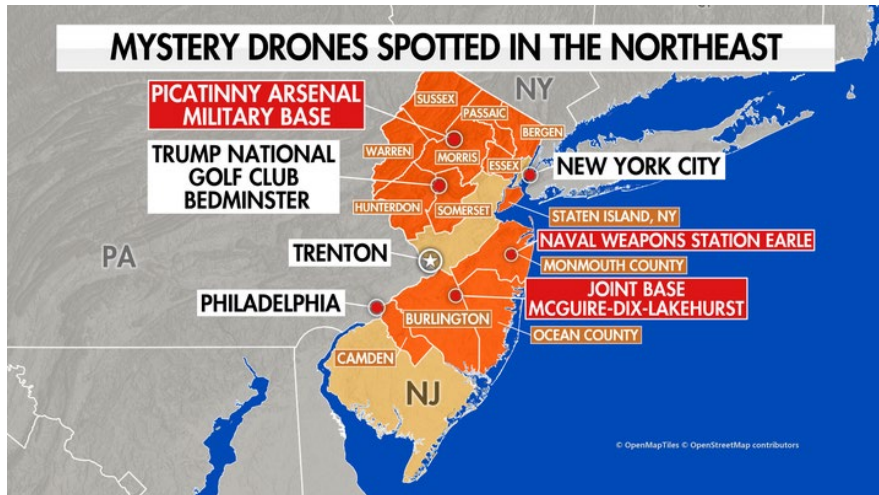 MYSTERY DRONES SPOTTED IN THE NORTHEAST
PICATINNY ARSENAL
MILITARY BASE
NY
SUSSEX
PASSAIC
BERGEN
WARREN
MORRIS
ESSEX
TRUMP NATIONAL
GOLF CLUB
BEDMINSTER
NEW YORK CITY
HUNTERDON
SOMERSET
STATEN ISLAND, NY
PA
TRENTON
NAVAL WEAPONS STATION EARLE
MONMOUTH COUNTY
PHILADELPHIA
JOINT BASE
MCGUIRE-DIX-LAKEHURST
BURLINGTON
OCEAN COUNTY
CAMDEN
NJ
© OpenMapTiles © OpenStreetMap contributors